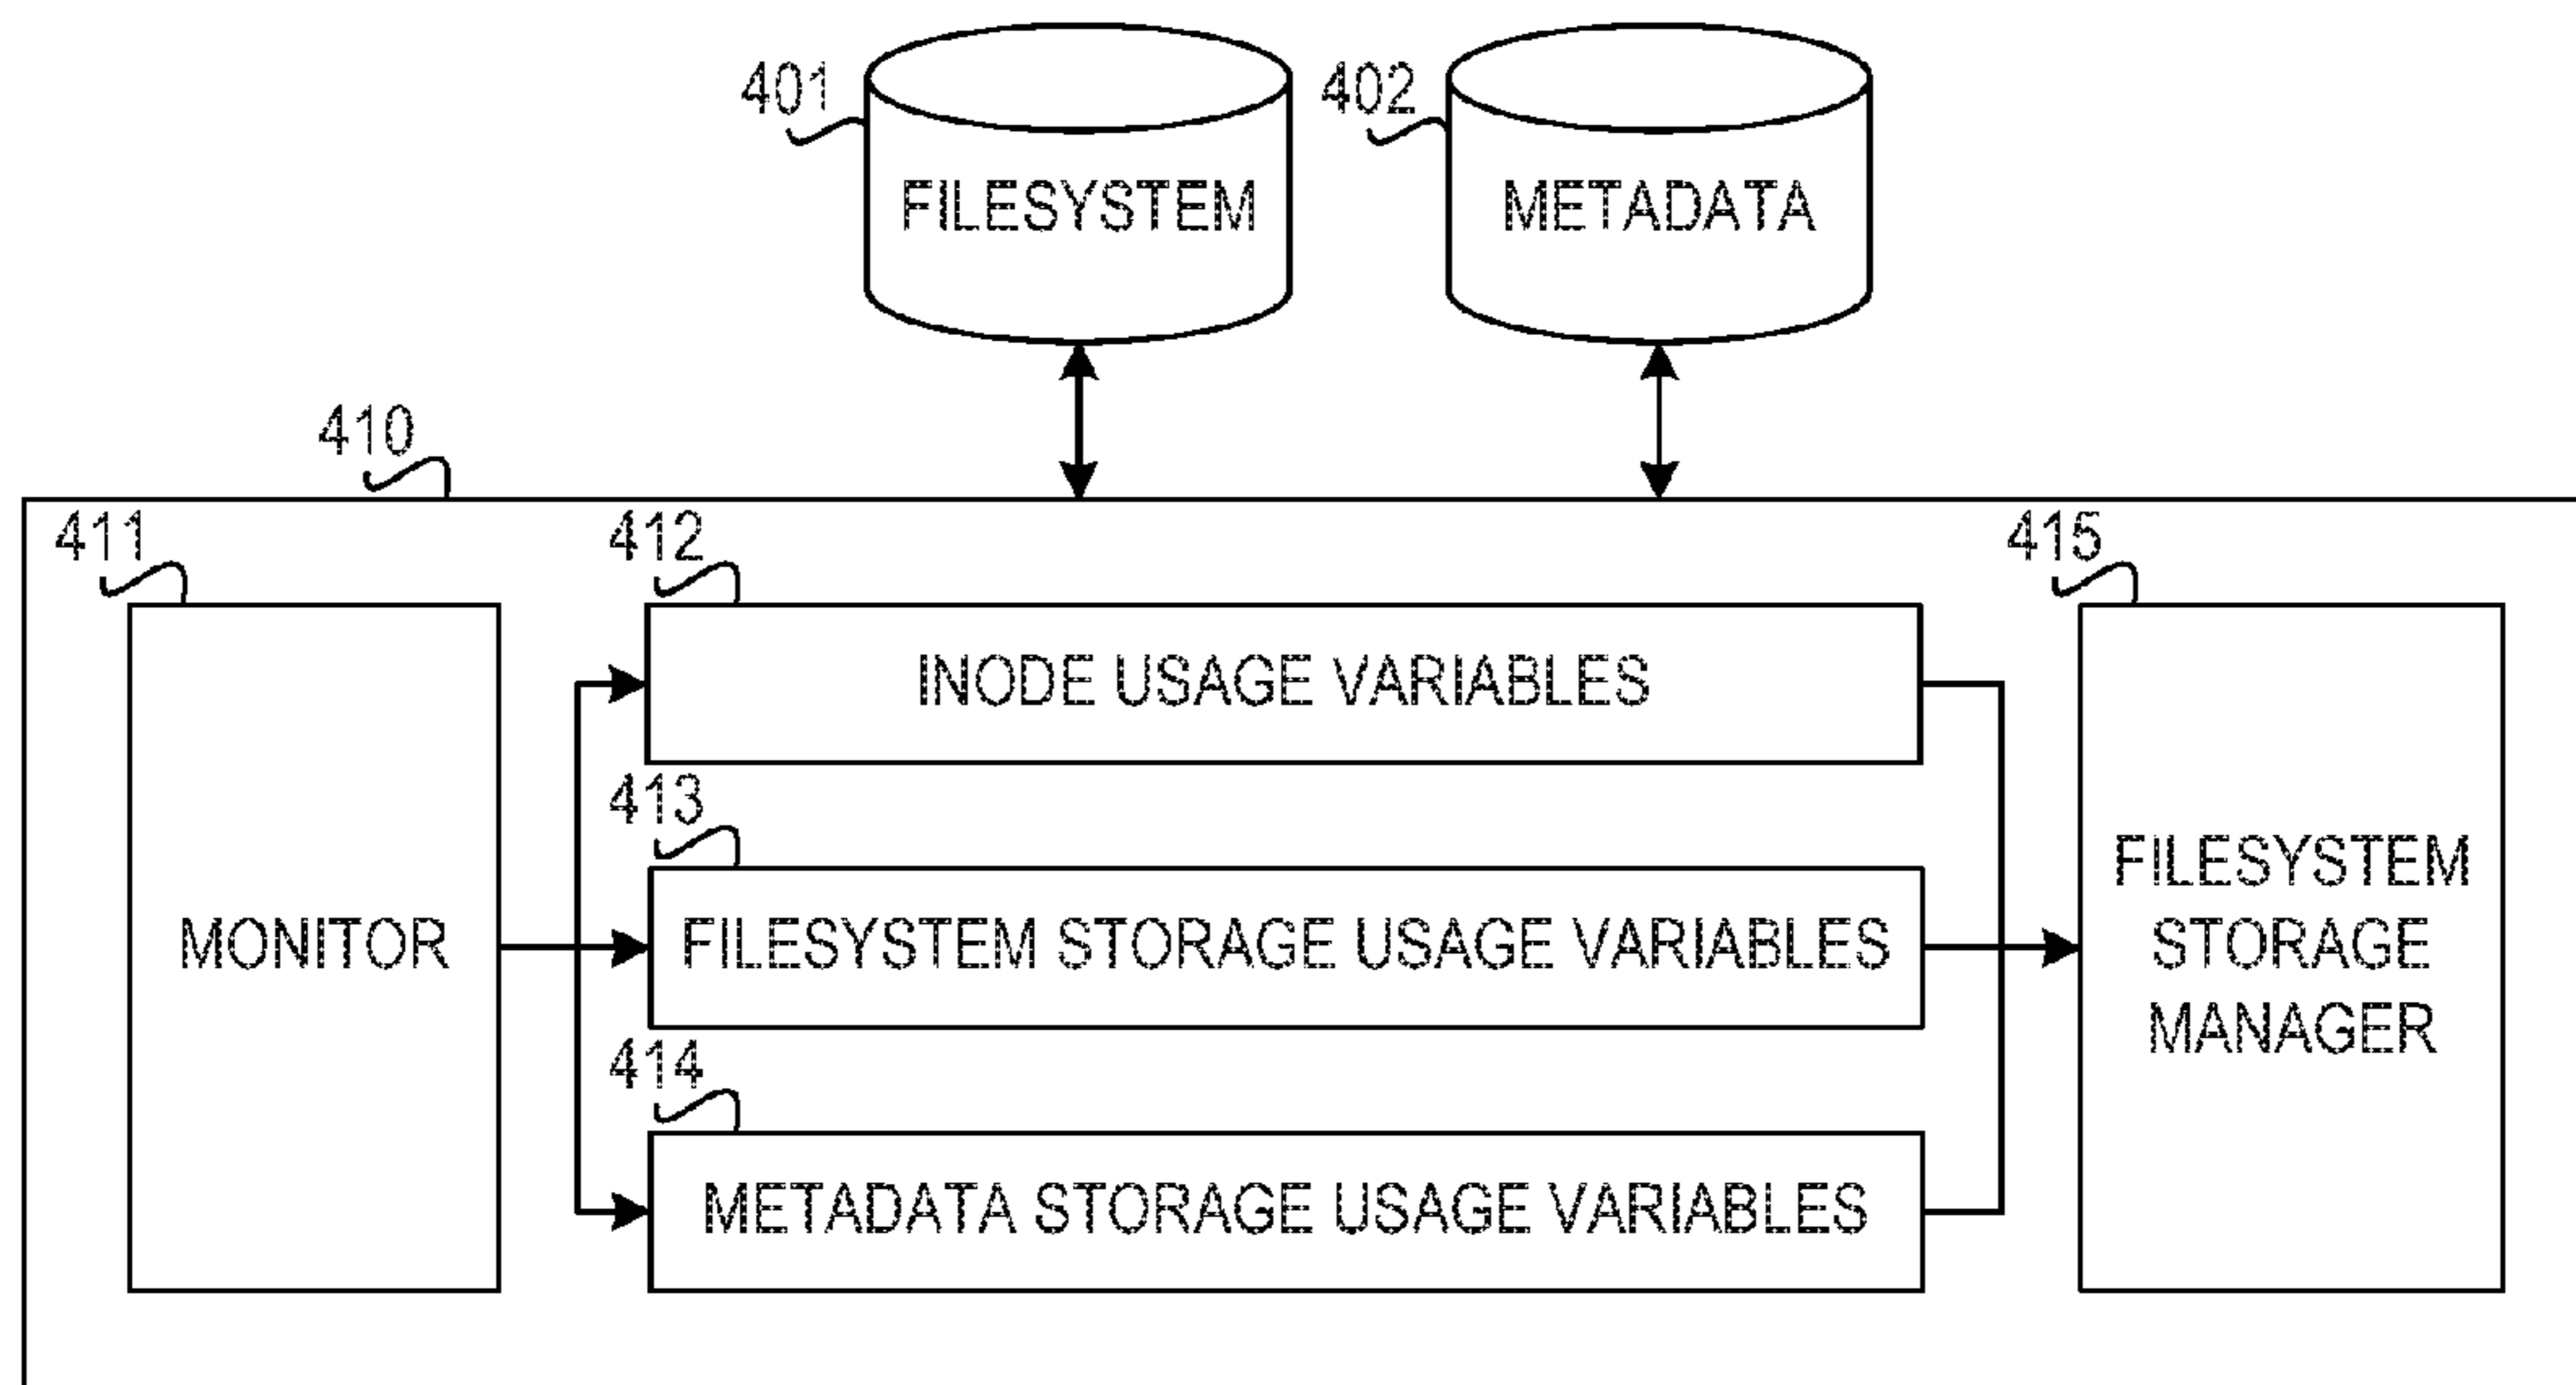 401
402
FILESYSTEM
METADATA
410
411
412
415
INODE USAGE VARIABLES
413
MONITOR
FILESYSTEM STORAGE USAGE VARIABLES
FILESYSTEM
STORAGE
MANAGER
414
METADATA STORAGE USAGE VARIABLES